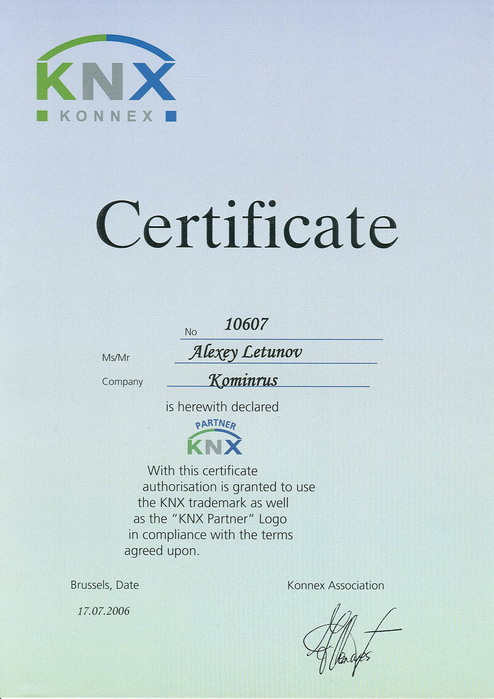 KNX
KONNEX
Certificate
No 10607
Ms/Mr Alexey Letunov
Company Kominrus
is herewith declared
PARTNER
KNX
With this certificate
authorisation is granted to use
the KNX trademark as well
as the “KNX Partner” Logo
in compliance with the terms
agreed upon.
Brussels, Date Konnex Association
17.07.2006